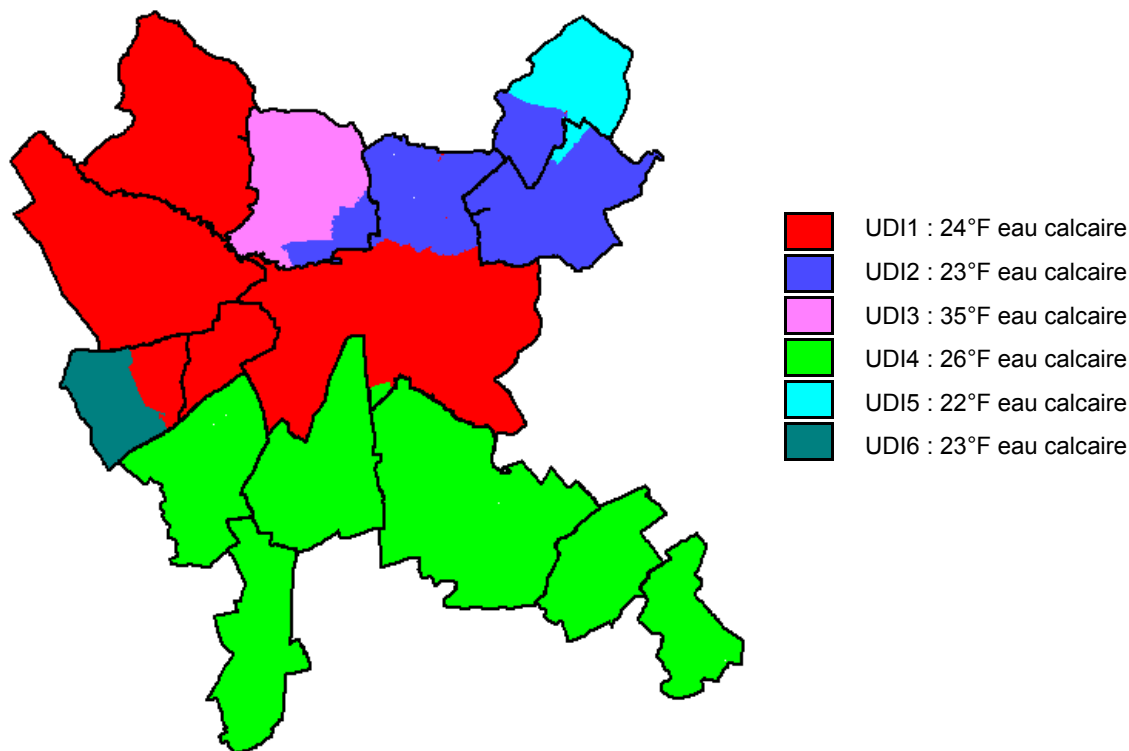 UDI1 : 24°F eau calcaire
UDI2 : 23°F eau calcaire
UDI3 : 35°F eau calcaire
UDI4 : 26°F eau calcaire
UDI5 : 22°F eau calcaire
UDI6 : 23°F eau calcaire